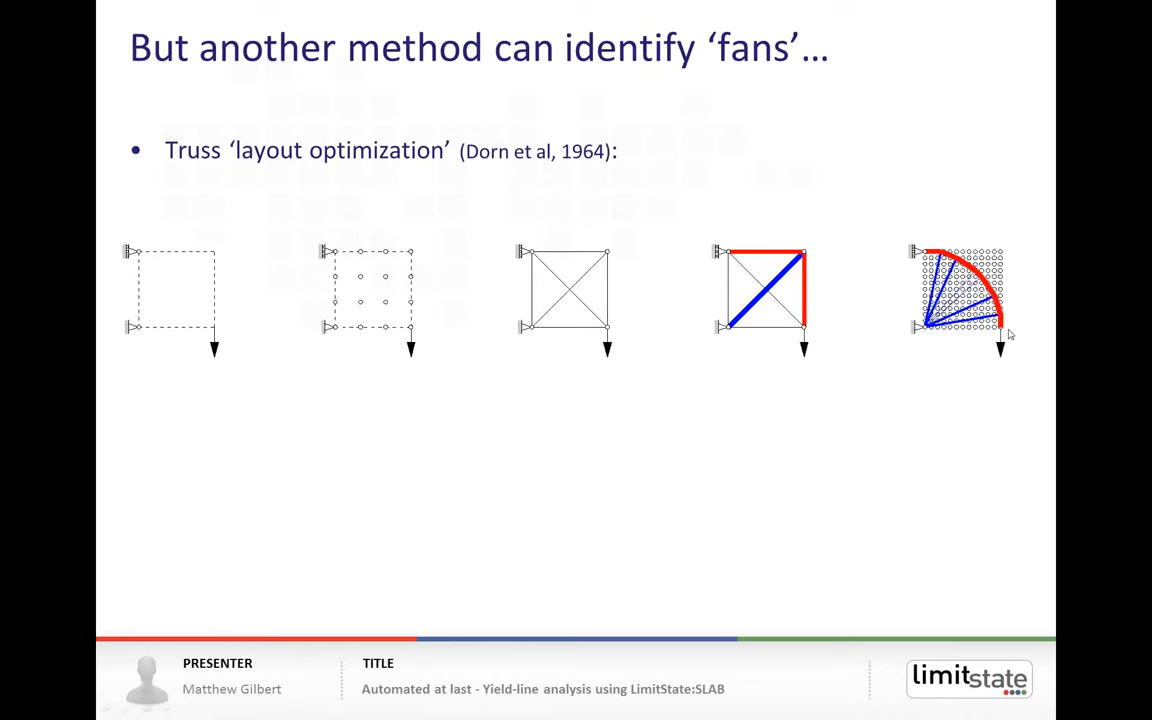 But another method can identify ‘fans’…
• Truss ‘layout optimization’ (Dorn et al, 1964):
PRESENTER
Matthew Gilbert
TITLE
Automated at last - Yield-line analysis using LimitState:SLAB
limitstate